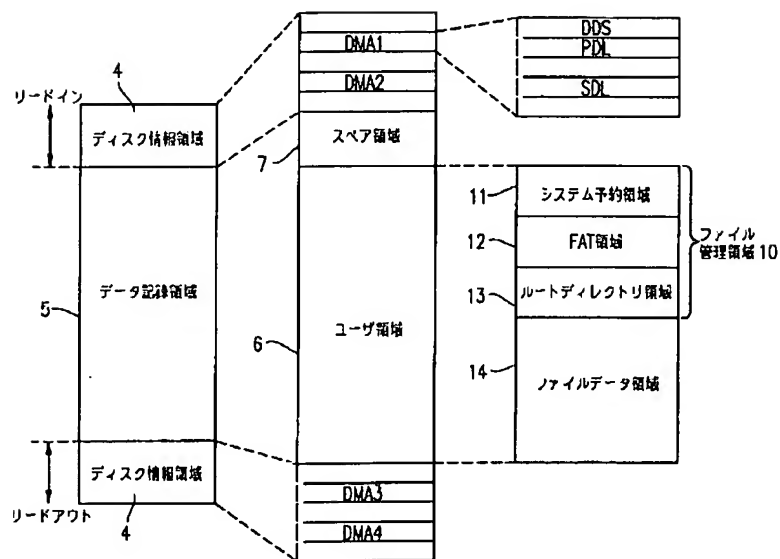 リードイン
4
ディスク情報領域
5
データ記録領域
ディスク情報領域
4
リードアウト
DMA1
DMA2
7
スペア領域
6
ユーザ領域
DMA3
DMA4
DDS
PDL
SDL
11
システム予約領域
12
FAT領域
13
ルートディレクトリ領域
ファイル
管理領域 10
14
ファイルデータ領域